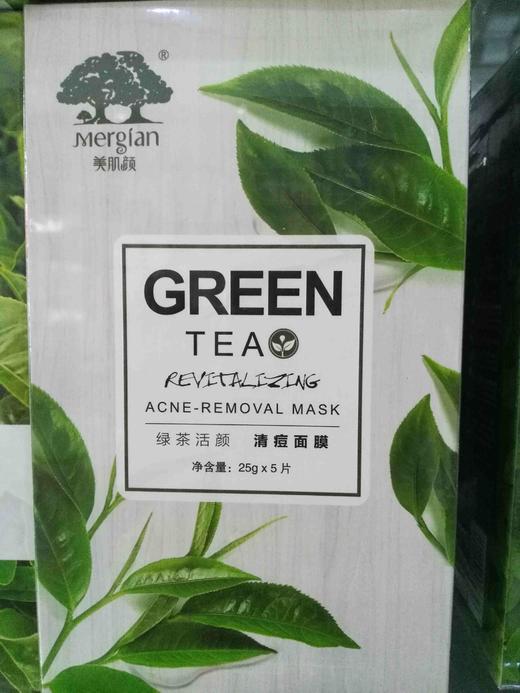 ®
Mergian
美肌颜
GREEN
TEA
REVITALIZING
ACNE-REMOVAL MASK
绿茶活颜 清痘面膜
净含量：25g x 5 片